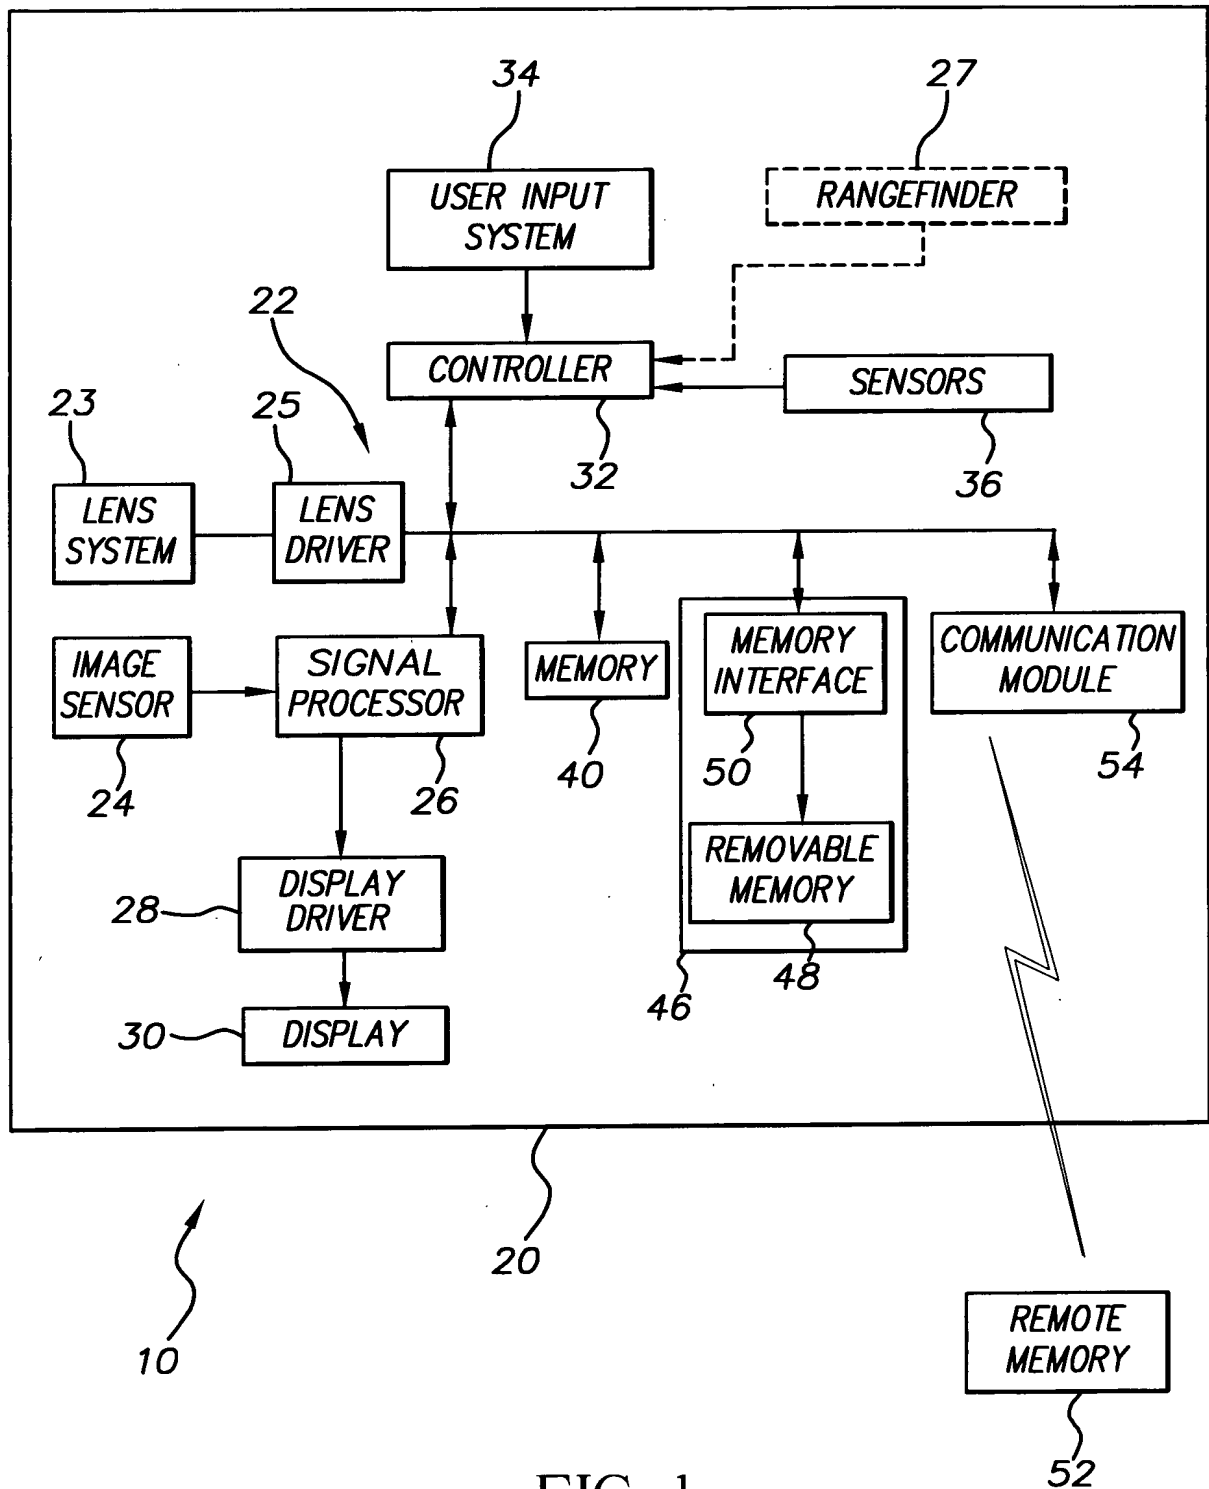 34
27
USER INPUT
SYSTEM
RANGEFINDER
22
CONTROLLER
SENSORS
23
25
32
36
LENS
SYSTEM
LENS
DRIVER
IMAGE
SENSOR
SIGNAL
PROCESSOR
MEMORY
MEMORY
INTERFACE
COMMUNICATION
MODULE
24
26
40
50
54
REMOVABLE
MEMORY
DISPLAY
DRIVER
28
48
46
30
DISPLAY
20
10
REMOTE
MEMORY
52
FIG. 1